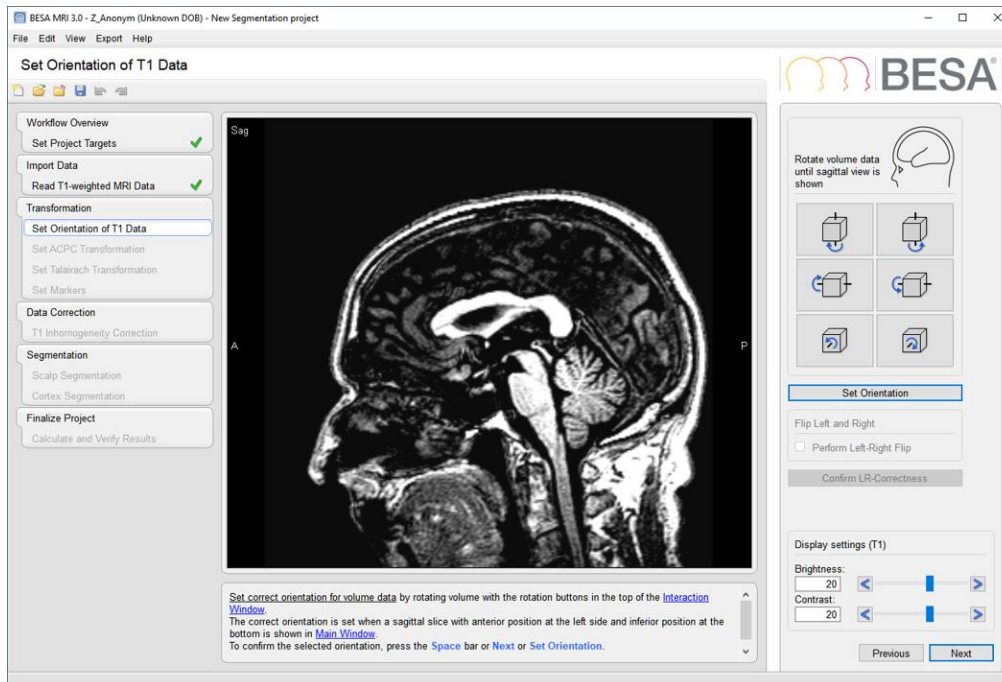 BESA MRI 3.0 - Z_Anonym (Unknown DOB) - New Segmentation project
File Edit View Export Help
Set Orientation of T1 Data
BESA®
Workflow Overview
Set Project Targets
Import Data
Read T1-weighted MRI Data
Transformation
Set Orientation of T1 Data
Set ACPC Transformation
Set Talairach Transformation
Set Markers
Data Correction
T1 Inhomogeneity Correction
Segmentation
Scalp Segmentation
Cortex Segmentation
Finalize Project
Calculate and Verify Results
Sag
A
P
Set correct orientation for volume data by rotating volume with the rotation buttons in the top of the Interaction
Window.
The correct orientation is set when a sagittal slice with anterior position at the left side and inferior position at the
bottom is shown in Main Window.
To confirm the selected orientation, press the Space bar or Next or Set Orientation.
Rotate volume data
until sagittal view is
shown
Set Orientation
Flip Left and Right
Perform Left-Right Flip
Confirm LR-Correctness
Display settings (T1)
Brightness:
20
Contrast:
20
Previous
Next